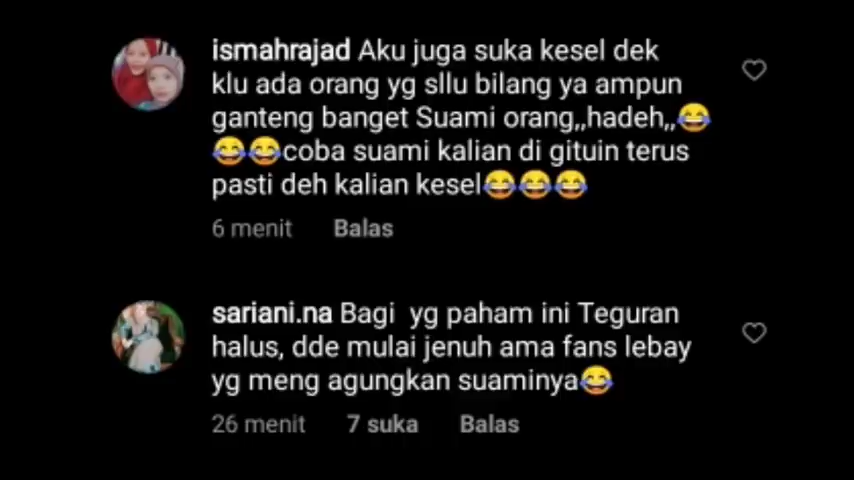 ismahrajad Aku juga suka kesel dek
klu ada orang yg sllu bilang ya ampun
ganteng banget Suami orang,,hadeh,,😂
😂😂coba suami kalian di gituin terus
pasti deh kalian kesel😂😂😂
6 menit Balas
sariani.na Bagi yg paham ini Teguran
halus, dde mulai jenuh ama fans lebay
yg meng agungkan suaminya😂
26 menit 7 suka Balas